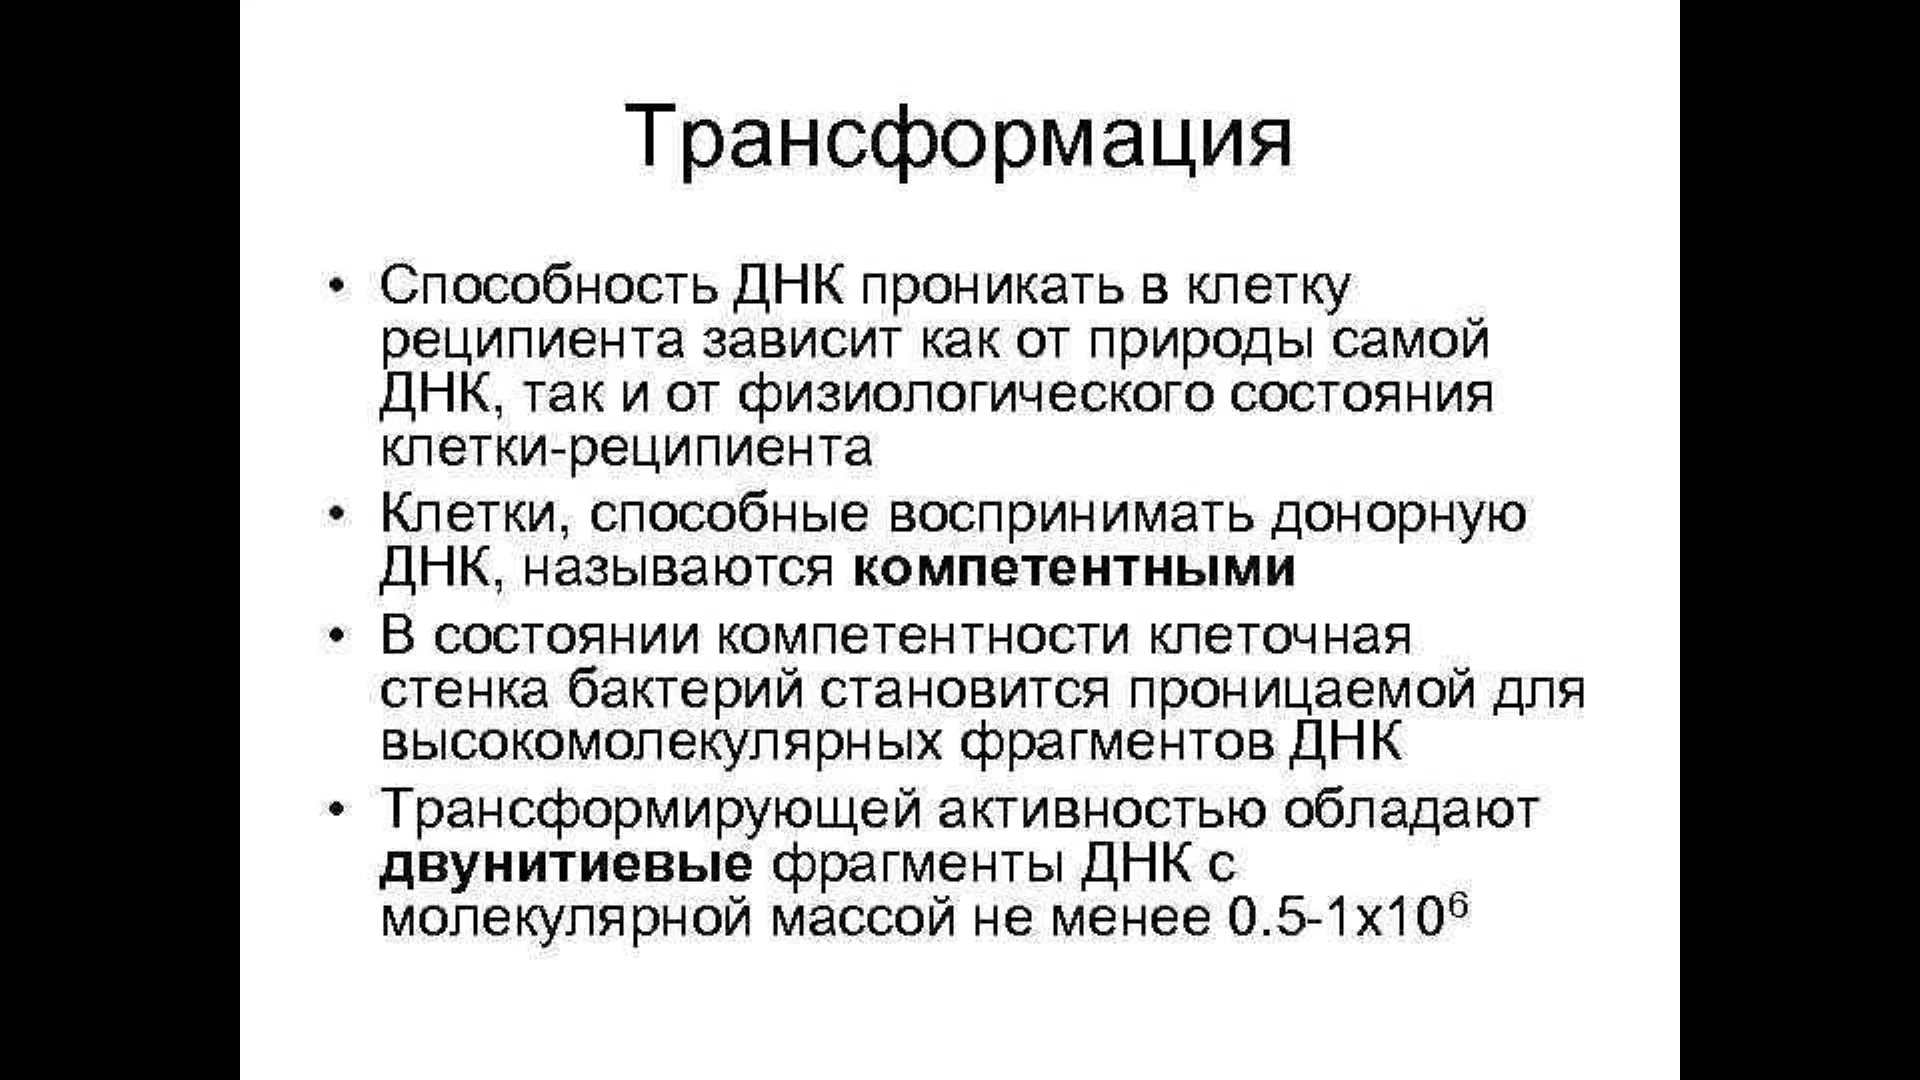 Трансформация
• Способность ДНК проникать в клетку
реципиента зависит как от природы самой
ДНК, так и от физиологического состояния
клетки-реципиента
• Клетки, способные воспринимать донорную
ДНК, называются компетентными
• В состоянии компетентности клеточная
стенка бактерий становится проницаемой для
высокомолекулярных фрагментов ДНК
• Трансформирующей активностью обладают
двунитиевые фрагменты ДНК с
молекулярной массой не менее 0.5-1х10⁶